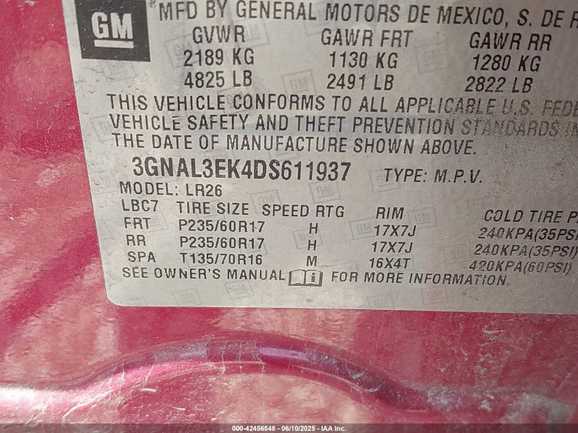 GM
*MFD BY GENERAL MOTORS DE MEXICO, S. DE R
GVWR GAWR FRT GAWR RR
2189 KG 1130 KG 1280 KG
4825 LB 2491 LB 2822 LB
THIS VEHICLE CONFORMS TO ALL APPLICABLE U.S. FEDE
VEHICLE SAFETY AND THEFT PREVENTION STANDARDS IN
THE DATE OF MANUFACTURE SHOWN ABOVE.
3GNAL3EK4DS611937 TYPE: M.P.V.
MODEL: LR26
LBC7 TIRE SIZE SPEED RTG RIM COLD TIRE P
FRT P235/60R17 H 17X7J 240KPA(35PSI)
RR P235/60R17 H 17X7J 240KPA(35PSI)
SPA T135/70R16 M 16X4T 420KPA(60PSI)
SEE OWNER'S MANUAL FOR MORE INFORMATION.
000-42456548 - 06/10/2025 - © IAA Inc.